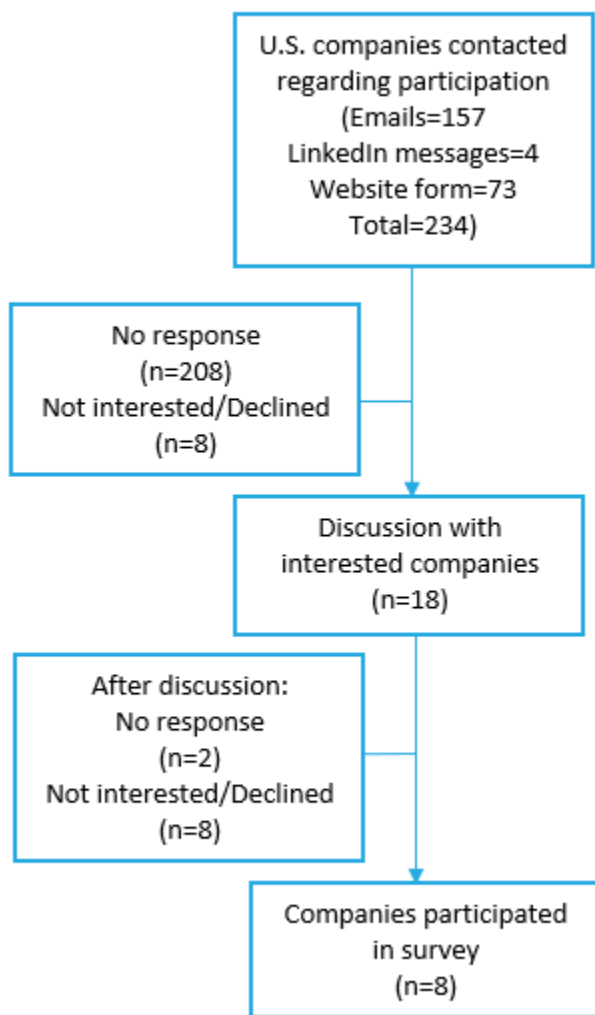 U.S. companies contacted
regarding participation
(Emails=157
LinkedIn messages=4
Website form=73
Total=234)
No response
(n=208)
Not interested/Declined
(n=8)
Discussion with
interested companies
(n=18)
After discussion:
No response
(n=2)
Not interested/Declined
(n=8)
Companies participated
in survey
(n=8)